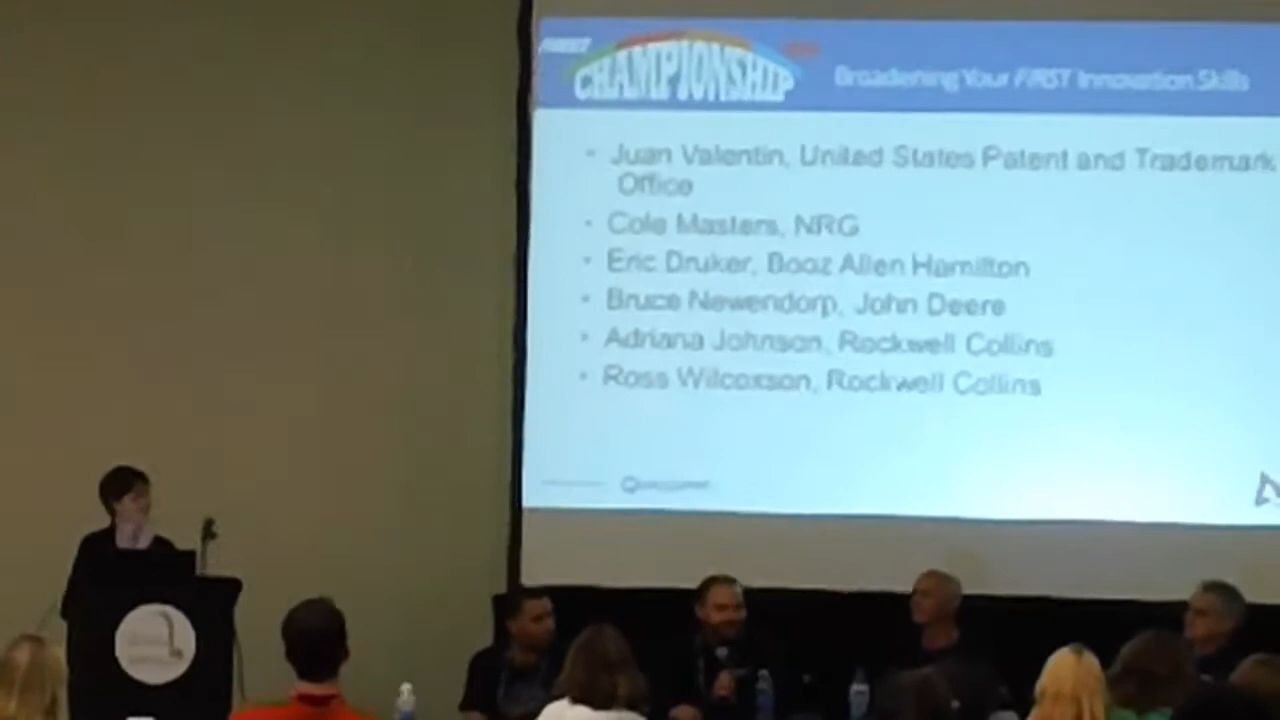 FIRST
CHAMPIONSHIP
Broadening Your FIRST Innovation Skills
• Juan Valentin, United States Patent and Trademark
Office
• Cole Masters, NRG
• Eric Druker, Booz Allen Hamilton
• Bruce Newendorp, John Deere
• Adriana Johnson, Rockwell Collins
• Ross Wilcoxson, Rockwell Collins
Qualcomm